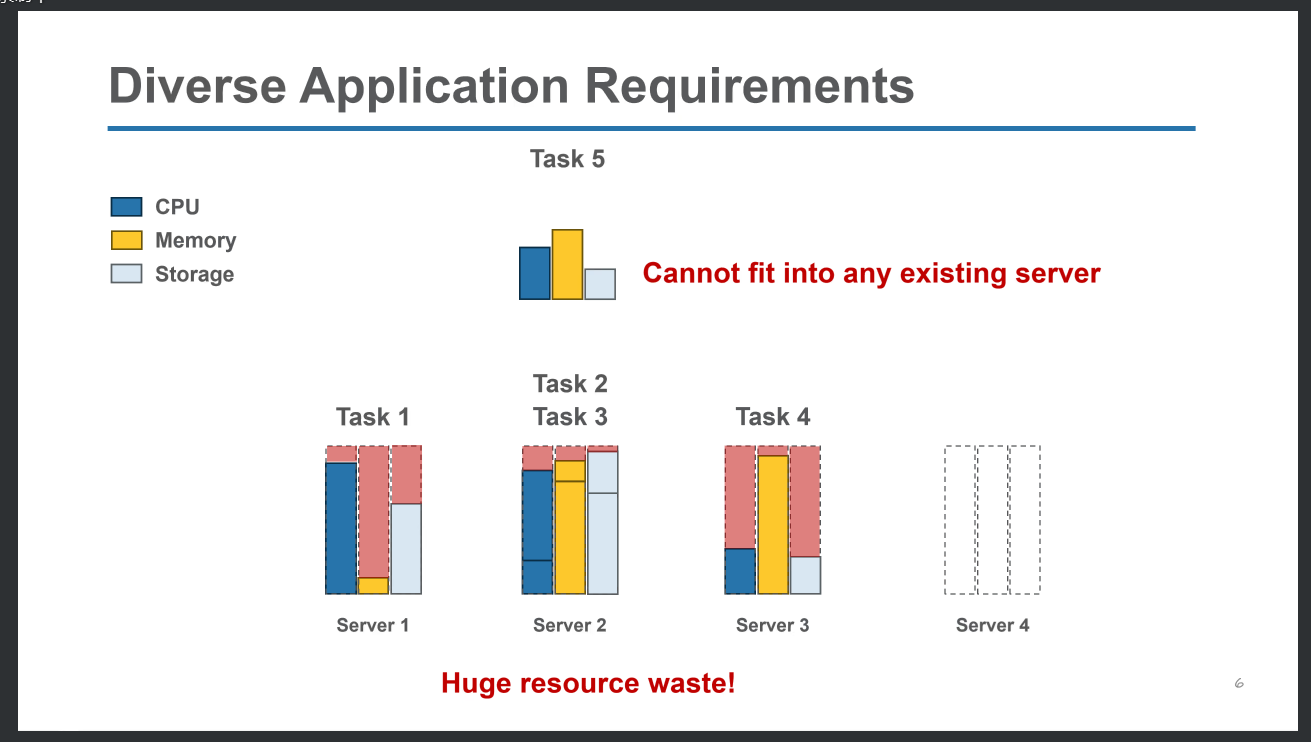 Diverse Application Requirements
Task 5
CPU
Memory
Storage
Cannot fit into any existing server
Task 2
Task 1
Task 3
Task 4
Server 1
Server 2
Server 3
Server 4
Huge resource waste!
6